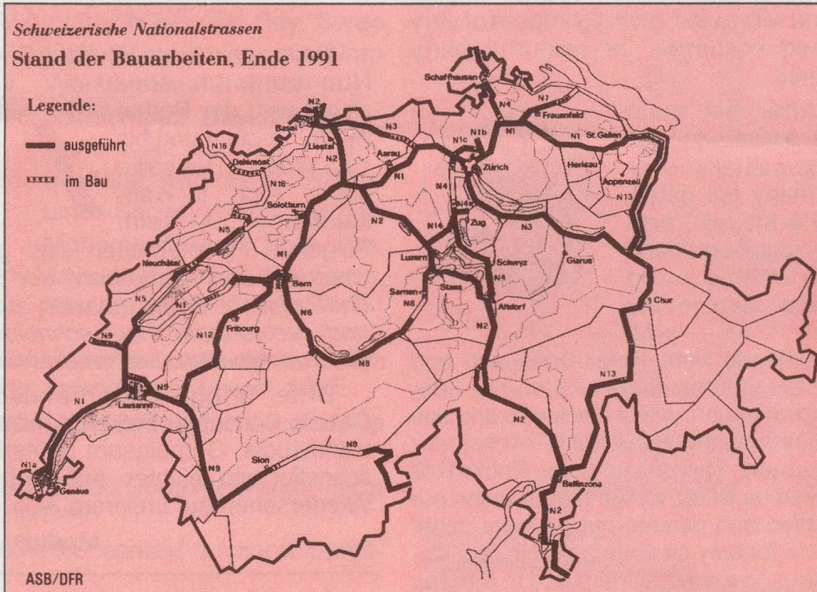 Schweizerische Nationalstrassen
Stand der Bauarbeiten, Ende 1991
Legende:
ausgeführt
im Bau
Schaffhausen
N4
N7
Frauenfeld
N2
Basel
Liestal
N3
N1c
N1b
N1
N1
St.Gallen
N16
Delémont
N2
Aarau
N1
Zürich
Herisau
Appenzell
N16
N4
N13
Solothurn
N4a
N5
N2
Zug
N3
N1
N14
Neuchâtel
Luzern
Schwyz
Glarus
Bern
N4
Sarnen
Stans
N5
N1
N8
Altdorf
Chur
N12
N6
Fribourg
N2
N9
N8
N13
N9
N1
Lausanne
N2
Sion
N9
N1a
N9
Genève
Bellinzona
N2
ASB/DFR